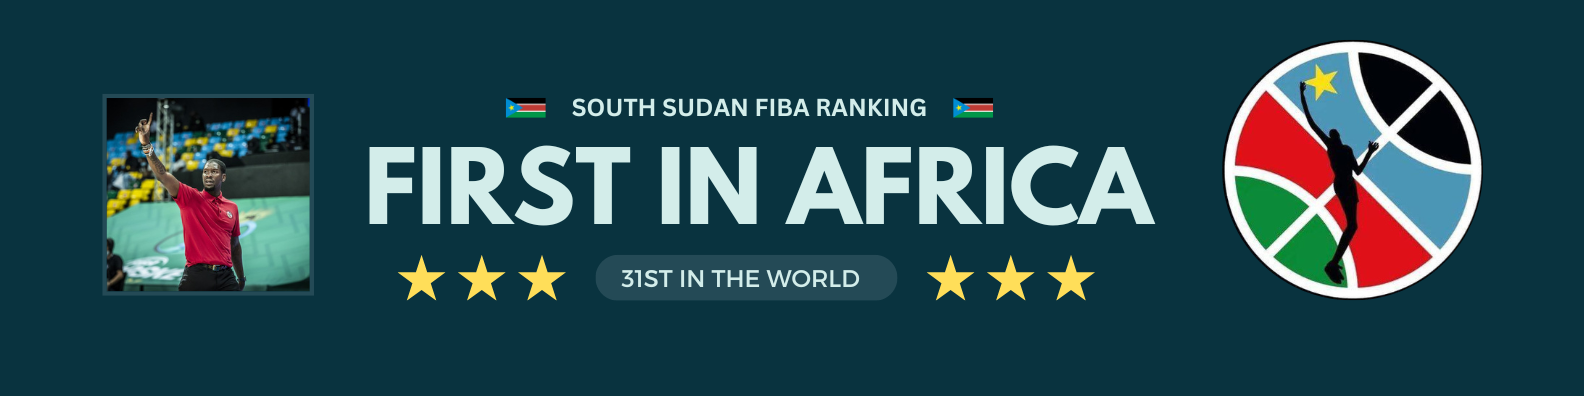 SOUTH SUDAN FIBA RANKING
FIRST IN AFRICA
31ST IN THE WORLD